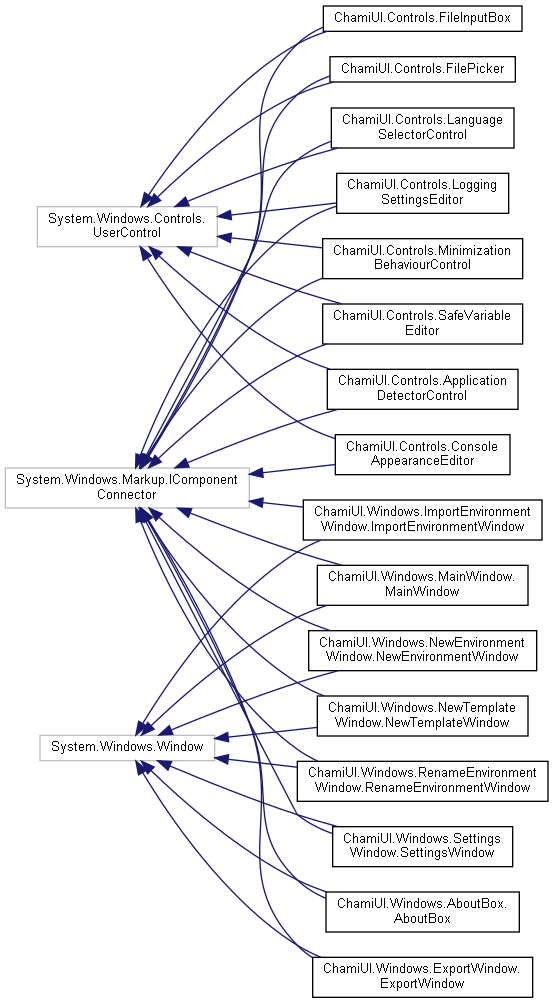 ChamiUI.Controls.FileInputBox
ChamiUI.Controls.FilePicker
ChamiUI.Controls.Language
SelectorControl
ChamiUI.Controls.Logging
SettingsEditor
System.Windows.Controls.
UserControl
ChamiUI.Controls.Minimization
BehaviourControl
ChamiUI.Controls.SafeVariable
Editor
ChamiUI.Controls.Application
DetectorControl
ChamiUI.Controls.Console
AppearanceEditor
System.Windows.Markup.IComponent
Connector
ChamiUI.Windows.ImportEnvironment
Window.ImportEnvironmentWindow
ChamiUI.Windows.MainWindow.
MainWindow
ChamiUI.Windows.NewEnvironment
Window.NewEnvironmentWindow
ChamiUI.Windows.NewTemplate
Window.NewTemplateWindow
System.Windows.Window
ChamiUI.Windows.RenameEnvironment
Window.RenameEnvironmentWindow
ChamiUI.Windows.Settings
Window.SettingsWindow
ChamiUI.Windows.AboutBox.
AboutBox
ChamiUI.Windows.ExportWindow.
ExportWindow